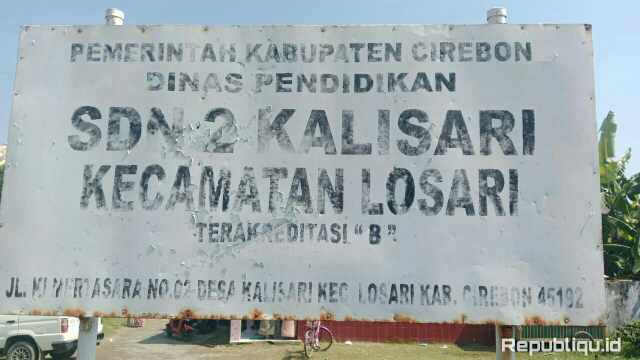 PEMERINTAH KABUPATEN CIREBON
DINAS PENDIDIKAN
SDN 2 KALISARI
KECAMATAN LOSARI
TERAKREDITASI "B"
JL. KI MERTASARA NO.02 DESA KALISARI KEC. LOSARI KAB. CIREBON 45192
Republiqu.id